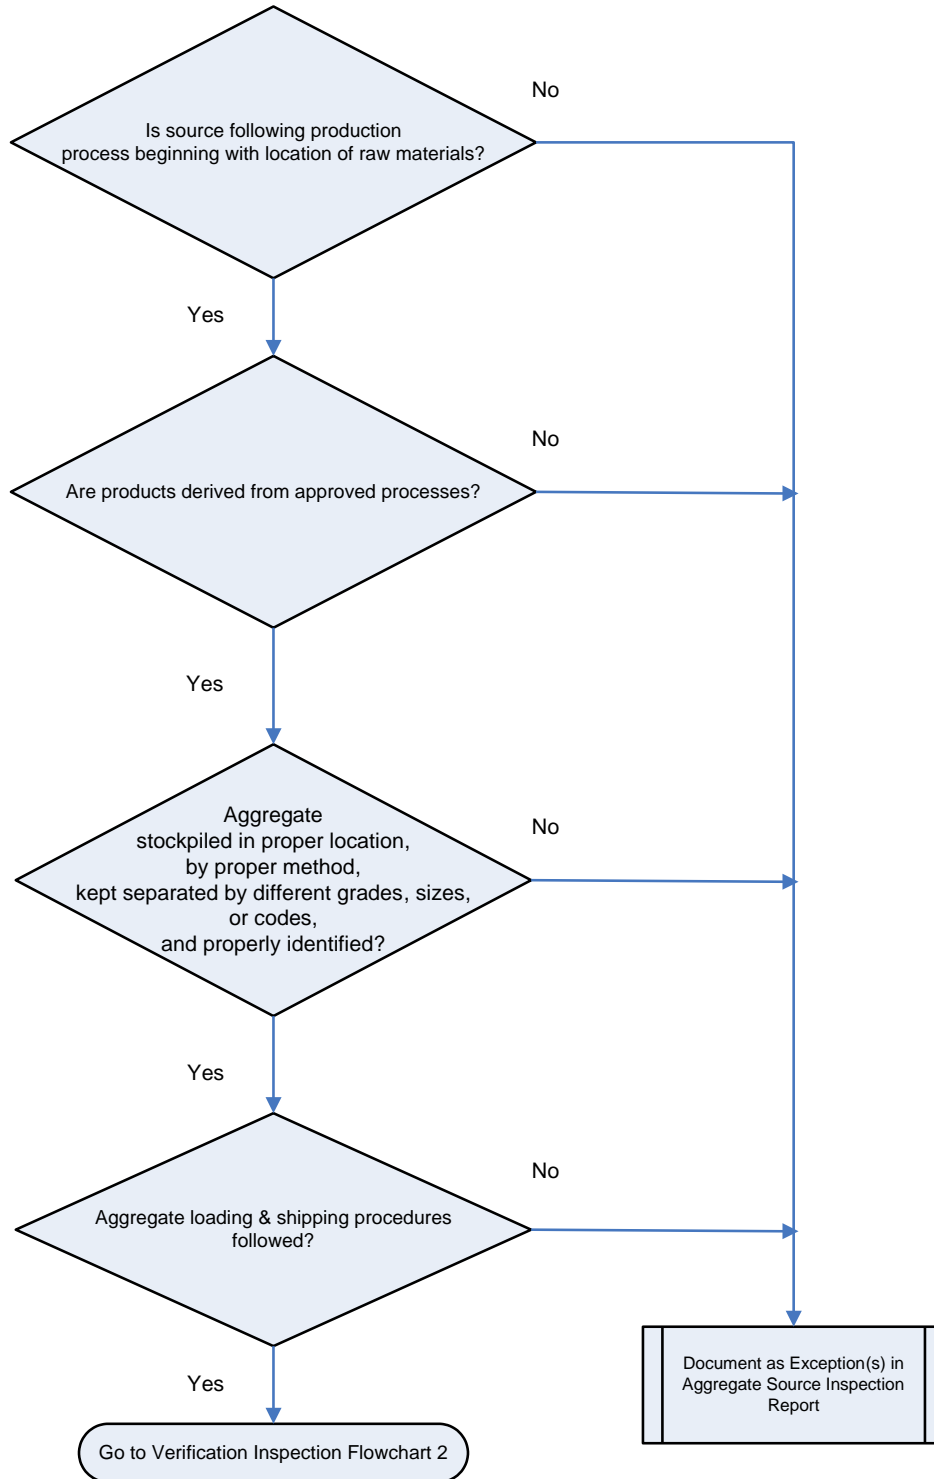 No
Is source following production
process beginning with location of raw materials?
Yes
No
Are products derived from approved processes?
Yes
No
Aggregate
stockpiled in proper location,
by proper method,
kept separated by different grades, sizes,
or codes,
and properly identified?
Yes
No
Aggregate loading & shipping procedures
followed?
Yes
Document as Exception(s) in
Aggregate Source Inspection
Report
Go to Verification Inspection Flowchart 2